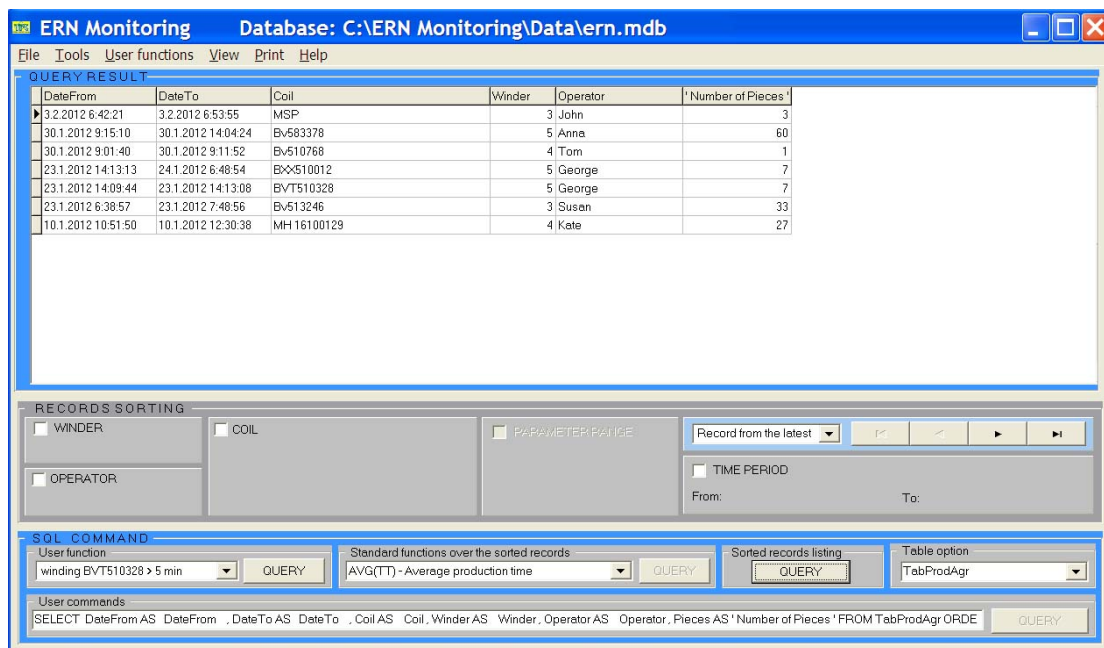 ERN Monitoring Database: C:\ERN Monitoring\Data\ern.mdb
File Tools User functions View Print Help
QUERY RESULT
DateFrom DateTo Coil Winder Operator ' Number of Pieces '
3.2.2012 6:42:21 3.2.2012 6:53:55 MSP 3 John 3
30.1.2012 9:15:10 30.1.2012 14:04:24 Bv583378 5 Anna 60
30.1.2012 9:01:40 30.1.2012 9:11:52 Bv510768 4 Tom 1
23.1.2012 14:13:13 24.1.2012 6:48:54 BXX510012 5 George 7
23.1.2012 14:09:44 23.1.2012 14:13:08 BVT510328 5 George 7
23.1.2012 6:38:57 23.1.2012 7:48:56 Bv513246 3 Susan 33
10.1.2012 10:51:50 10.1.2012 12:30:38 MH 16100129 4 Kate 27
RECORDS SORTING
WINDER COIL PARAMETER RANGE Record from the latest
OPERATOR TIME PERIOD
From: To:
SQL COMMAND
User function Standard functions over the sorted records Sorted records listing Table option
winding BVT510328 > 5 min QUERY AVG(TT) - Average production time QUERY QUERY TabProdAgr
User commands
SELECT DateFrom AS DateFrom , DateTo AS DateTo , Coil AS Coil , Winder AS Winder , Operator AS Operator , Pieces AS ' Number of Pieces ' FROM TabProdAgr ORDE QUERY